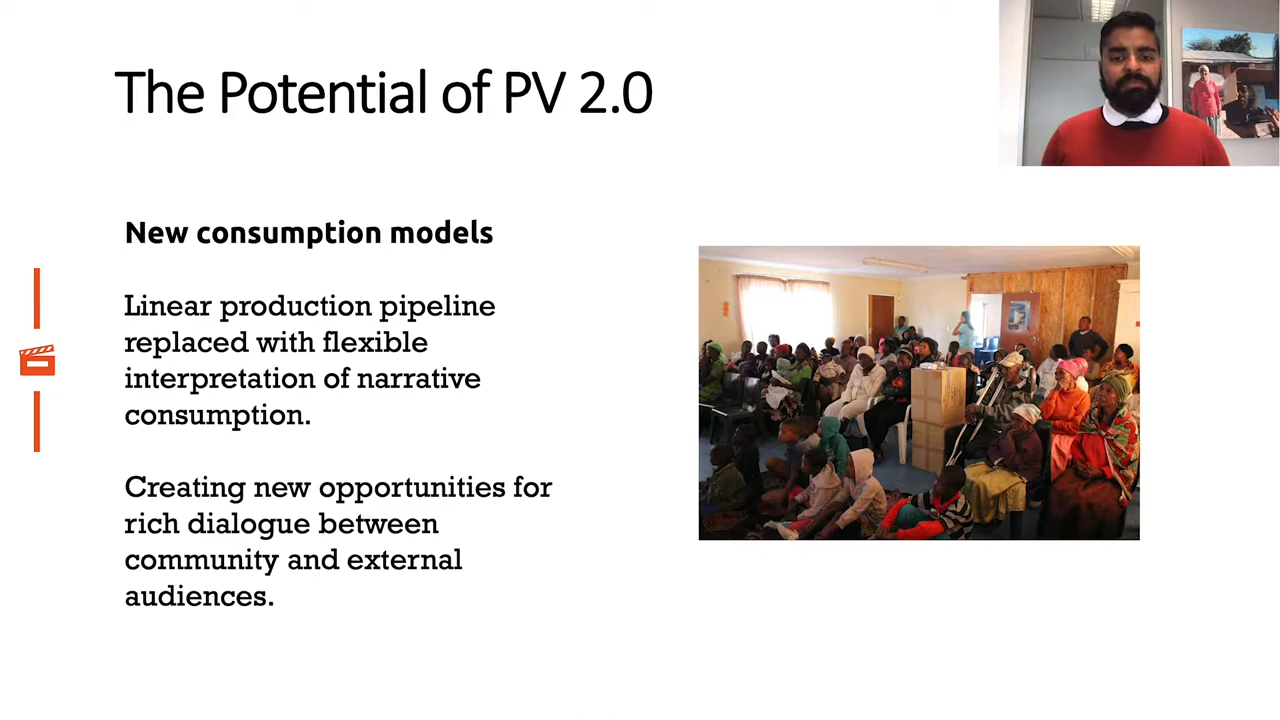 The Potential of PV 2.0
New consumption models
Linear production pipeline
replaced with flexible
interpretation of narrative
consumption.
Creating new opportunities for
rich dialogue between
community and external
audiences.